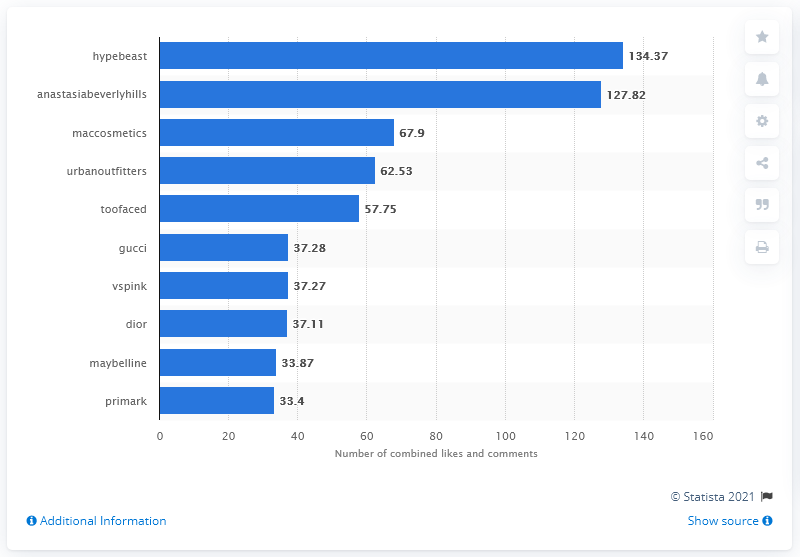 hypebeast 134.37
anastasiabeverlyhills 127.82
maccosmetics 67.9
urbanoutfitters 62.53
toofaced 57.75
gucci 37.28
vspink 37.27
dior 37.11
maybelline 33.87
primark 33.4
0 20 40 60 80 100 120 140 160
Number of combined likes and comments
© Statista 2021
Additional Information Show source